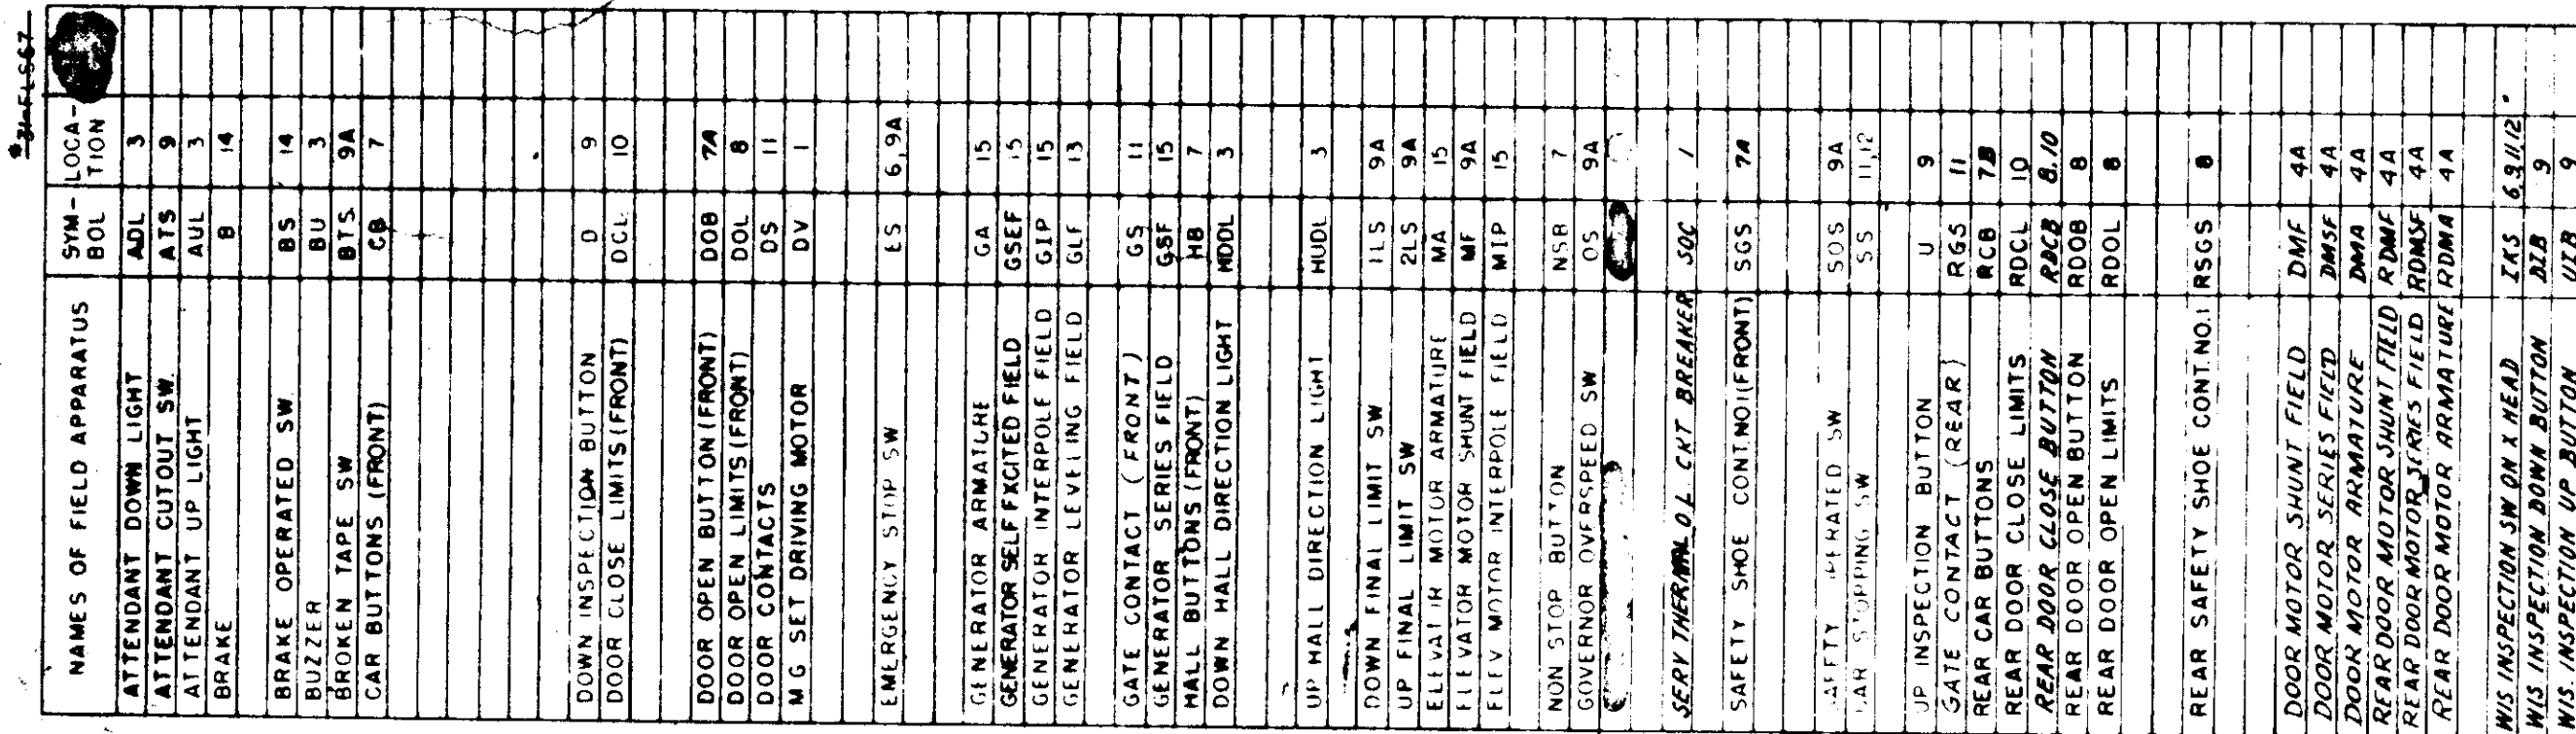 NAMES OF FIELD APPARATUS SYM-BOL LOCA-TION
ATTENDANT DOWN LIGHT ADL 3
ATTENDANT CUTOUT SW. ATS 9
ATTENDANT UP LIGHT AUL 3
BRAKE B 14
BRAKE OPERATED SW. BS 14
BUZZER BU 3
BROKEN TAPE SW BTS. 9A
CAR BUTTONS (FRONT) CB 7
DOWN INSPECTION BUTTON D 9
DOOR CLOSE LIMITS (FRONT) DCL 10
DOOR OPEN BUTTON (FRONT) DOB 7A
DOOR OPEN LIMITS (FRONT) DOL 8
DOOR CONTACTS DS 11
M G SET DRIVING MOTOR DV 1
EMERGENCY STOP SW ES 6,9A
GENERATOR ARMATURE GA 15
GENERATOR SELF EXCITED FIELD GSEF 15
GENERATOR INTERPOLE FIELD GIP 15
GENERATOR LEVELING FIELD GLF 13
GATE CONTACT (FRONT) GS 11
GENERATOR SERIES FIELD GSF 15
HALL BUTTONS (FRONT) HB 7
DOWN HALL DIRECTION LIGHT HDDL 3
UP HALL DIRECTION LIGHT HUDL 3
DOWN FINAL LIMIT SW 1LS 9A
UP FINAL LIMIT SW 2LS 9A
ELEVATOR MOTOR ARMATURE MA 15
ELEVATOR MOTOR SHUNT FIELD MF 9A
ELEV MOTOR INTERPOLE FIELD MIP 15
NON STOP BUTTON NSB 7
GOVERNOR OVERSPEED SW OS 9A
SERV THERMAL O.L. CKT BREAKER SOC 1
SAFETY SHOE CONT. NO1 (FRONT) SGS 7A
SAFETY OPERATED SW SOS 9A
CAR STOPPING SW SS 11,12
UP INSPECTION BUTTON U 9
GATE CONTACT (REAR) RGS 11
REAR CAR BUTTONS RCB 7B
REAR DOOR CLOSE LIMITS RDCL 10
REAR DOOR CLOSE BUTTON RDCB 8.10
REAR DOOR OPEN BUTTON RDOB 8
REAR DOOR OPEN LIMITS RDOL 8
REAR SAFETY SHOE CONT. NO.1 RSGS 8
DOOR MOTOR SHUNT FIELD DMF 4A
DOOR MOTOR SERIES FIELD DMSF 4A
DOOR MOTOR ARMATURE DMA 4A
REAR DOOR MOTOR SHUNT FIELD RDMF 4A
REAR DOOR MOTOR SERIES FIELD RDMSF 4A
REAR DOOR MOTOR ARMATURE RDMA 4A
WIS INSPECTION SW ON X HEAD IKS 6,9,11,12
WIS INSPECTION DOWN BUTTON DIB 9
WIS. INSPECTION UP BUTTON UIB 9